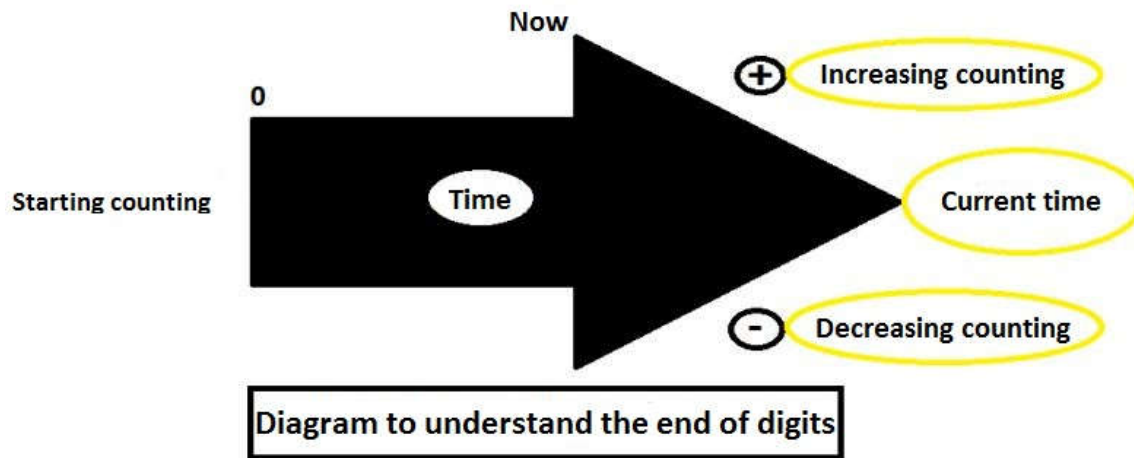 Now
+ Increasing counting
0
Starting counting
Time
Current time
- Decreasing counting
Diagram to understand the end of digits